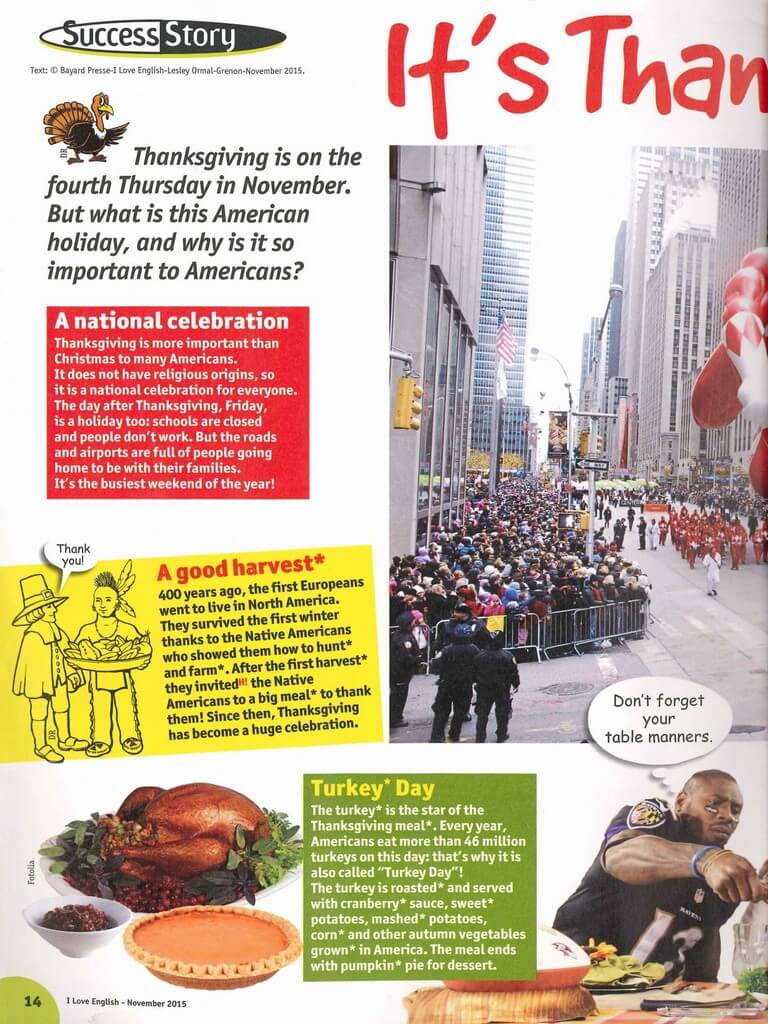 Success Story
Text: © Bayard Presse-I Love English-Lesley Ormal-Grenon-November 2015.
It's Than
Thanksgiving is on the
fourth Thursday in November.
But what is this American
holiday, and why is it so
important to Americans?
DR
A national celebration
Thanksgiving is more important than
Christmas to many Americans.
It does not have religious origins, so
it is a national celebration for everyone.
The day after Thanksgiving, Friday,
is a holiday too: schools are closed
and people don't work. But the roads
and airports are full of people going
home to be with their families.
It's the busiest weekend of the year!
Thank
you!
A good harvest*
400 years ago, the first Europeans
went to live in North America.
They survived the first winter
thanks to the Native Americans
who showed them how to hunt*
and farm*. After the first harvest*
they invited the Native
Americans to a big meal* to thank
them! Since then, Thanksgiving
has become a huge celebration.
DR
Don't forget
your
table manners.
Turkey* Day
The turkey* is the star of the
Thanksgiving meal*. Every year,
Americans eat more than 46 million
turkeys on this day: that's why it is
also called "Turkey Day"!
The turkey is roasted* and served
with cranberry* sauce, sweet*
potatoes, mashed* potatoes,
corn* and other autumn vegetables
grown* in America. The meal ends
with pumpkin* pie for dessert.
Fotolia
RAVENS
14
I Love English - November 2015